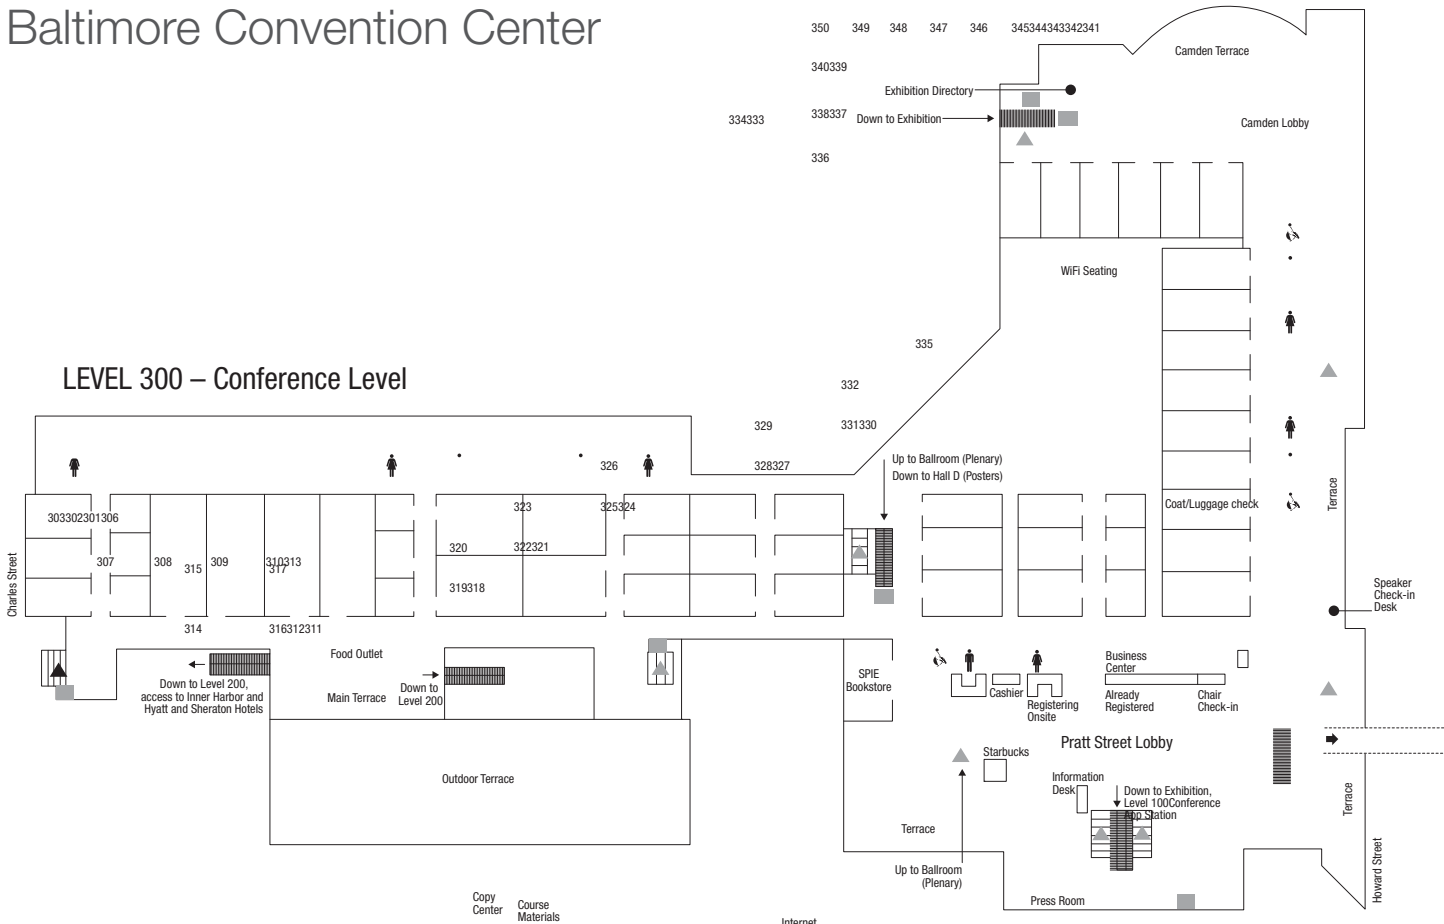 Baltimore Convention Center
350 349 348 347 346 345344343342341
Camden Terrace
340339
Exhibition Directory
334333
338337
Down to Exhibition
Camden Lobby
336
WiFi Seating
335
LEVEL 300 – Conference Level
332
329
331330
Up to Ballroom (Plenary)
Down to Hall D (Posters)
326
328327
Terrace
Coat/Luggage check
303302301306
323
325324
307
308
315
309
310313
317
320
322321
319318
Charles Street
314
316312311
Speaker
Check-in
Desk
Food Outlet
Main Terrace
Down to Level 200,
access to Inner Harbor and
Hyatt and Sheraton Hotels
Down to
Level 200
SPIE
Bookstore
Cashier
Registering
Onsite
Business
Center
Already
Registered
Chair
Check-in
Pratt Street Lobby
Starbucks
Outdoor Terrace
Information
Desk
Down to Exhibition,
Level 100Conference
App Station
Terrace
Terrace
Up to Ballroom
(Plenary)
Howard Street
Press Room
Copy
Center
Course
Materials
Internet